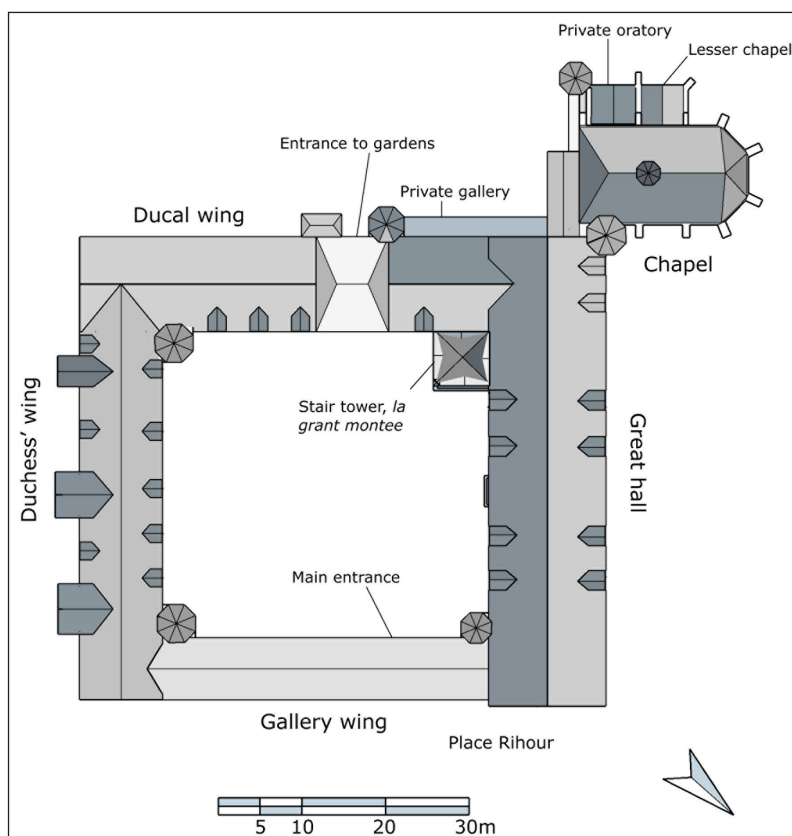 Private oratory
Lesser chapel
Entrance to gardens
Private gallery
Ducal wing
Chapel
Stair tower, la
grant montee
Duchess’ wing
Great hall
Main entrance
Gallery wing
Place Rihour
5 10 20 30m